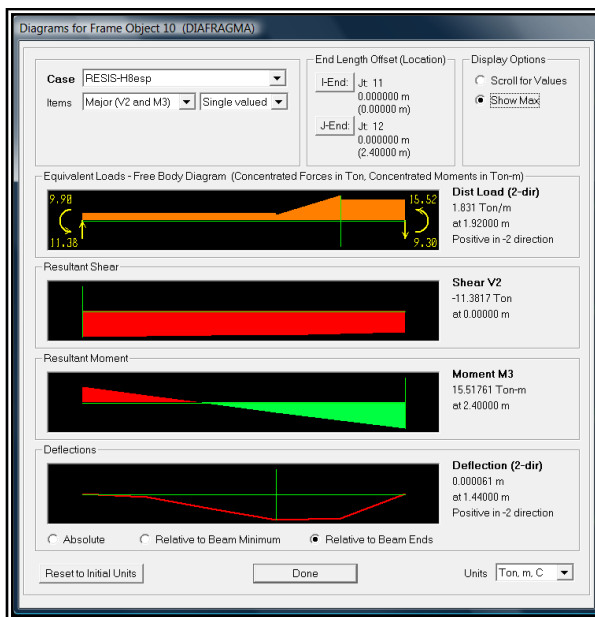 Diagrams for Frame Object 10 (DIAFRAGMA)
Case RESIS-H8esp
Items Major (V2 and M3) Single valued
End Length Offset (Location)
I-End: Jt: 11
0.000000 m
(0.00000 m)
J-End: Jt: 12
0.000000 m
(2.40000 m)
Display Options
Scroll for Values
Show Max
Equivalent Loads - Free Body Diagram (Concentrated Forces in Ton, Concentrated Moments in Ton-m)
9.90 15.52
11.38 9.30
Dist Load (2-dir)
1.831 Ton/m
at 1.92000 m
Positive in -2 direction
Resultant Shear
Shear V2
-11.3817 Ton
at 0.00000 m
Resultant Moment
Moment M3
15.51761 Ton-m
at 2.40000 m
Deflections
Deflection (2-dir)
0.000061 m
at 1.44000 m
Positive in -2 direction
Absolute Relative to Beam Minimum Relative to Beam Ends
Reset to Initial Units Done Units Ton, m, C